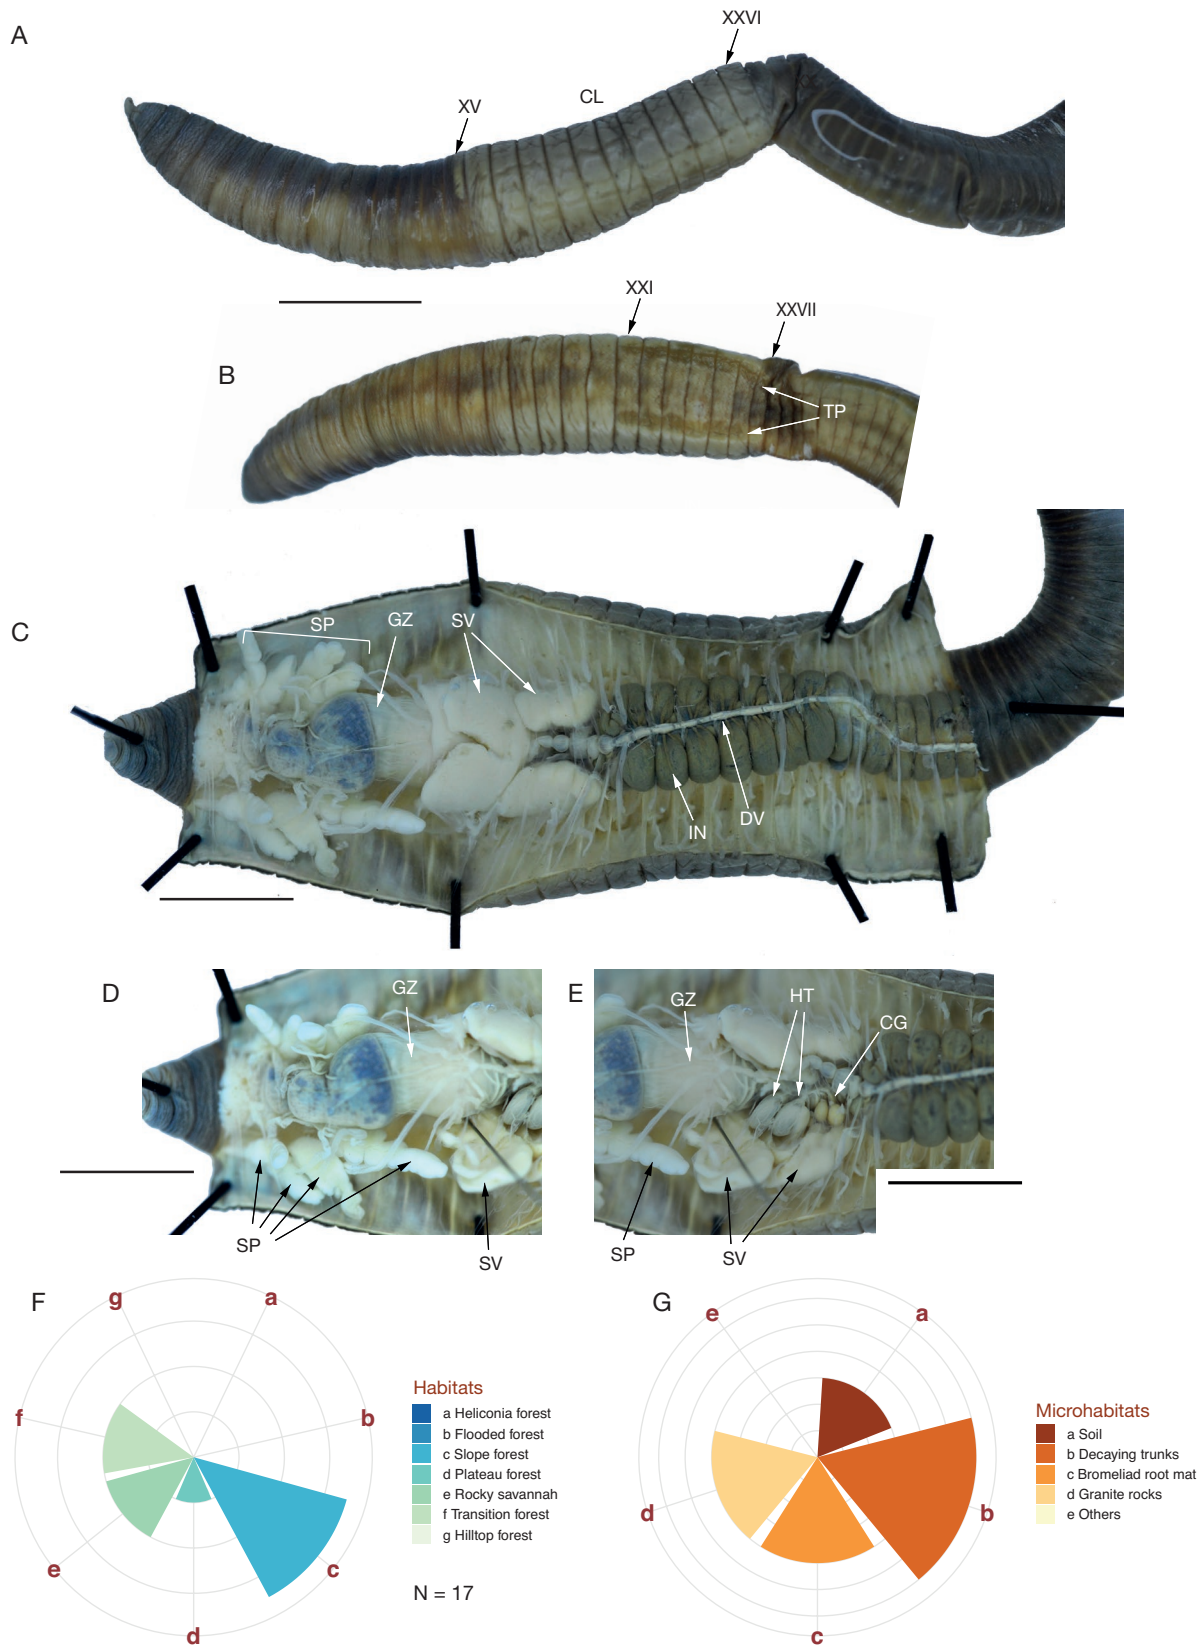 A
XXVI
CL
XV
XXI
XXVII
B
TP
C
SP
GZ
SV
IN
DV
D
GZ
SP
SV
E
GZ
HT
CG
SP
SV
F
g
a
f
b
e
c
d
Habitats
a Heliconia forest
b Flooded forest
c Slope forest
d Plateau forest
e Rocky savannah
f Transition forest
g Hilltop forest
N = 17
G
e
a
d
b
c
Microhabitats
a Soil
b Decaying trunks
c Bromeliad root mat
d Granite rocks
e Others